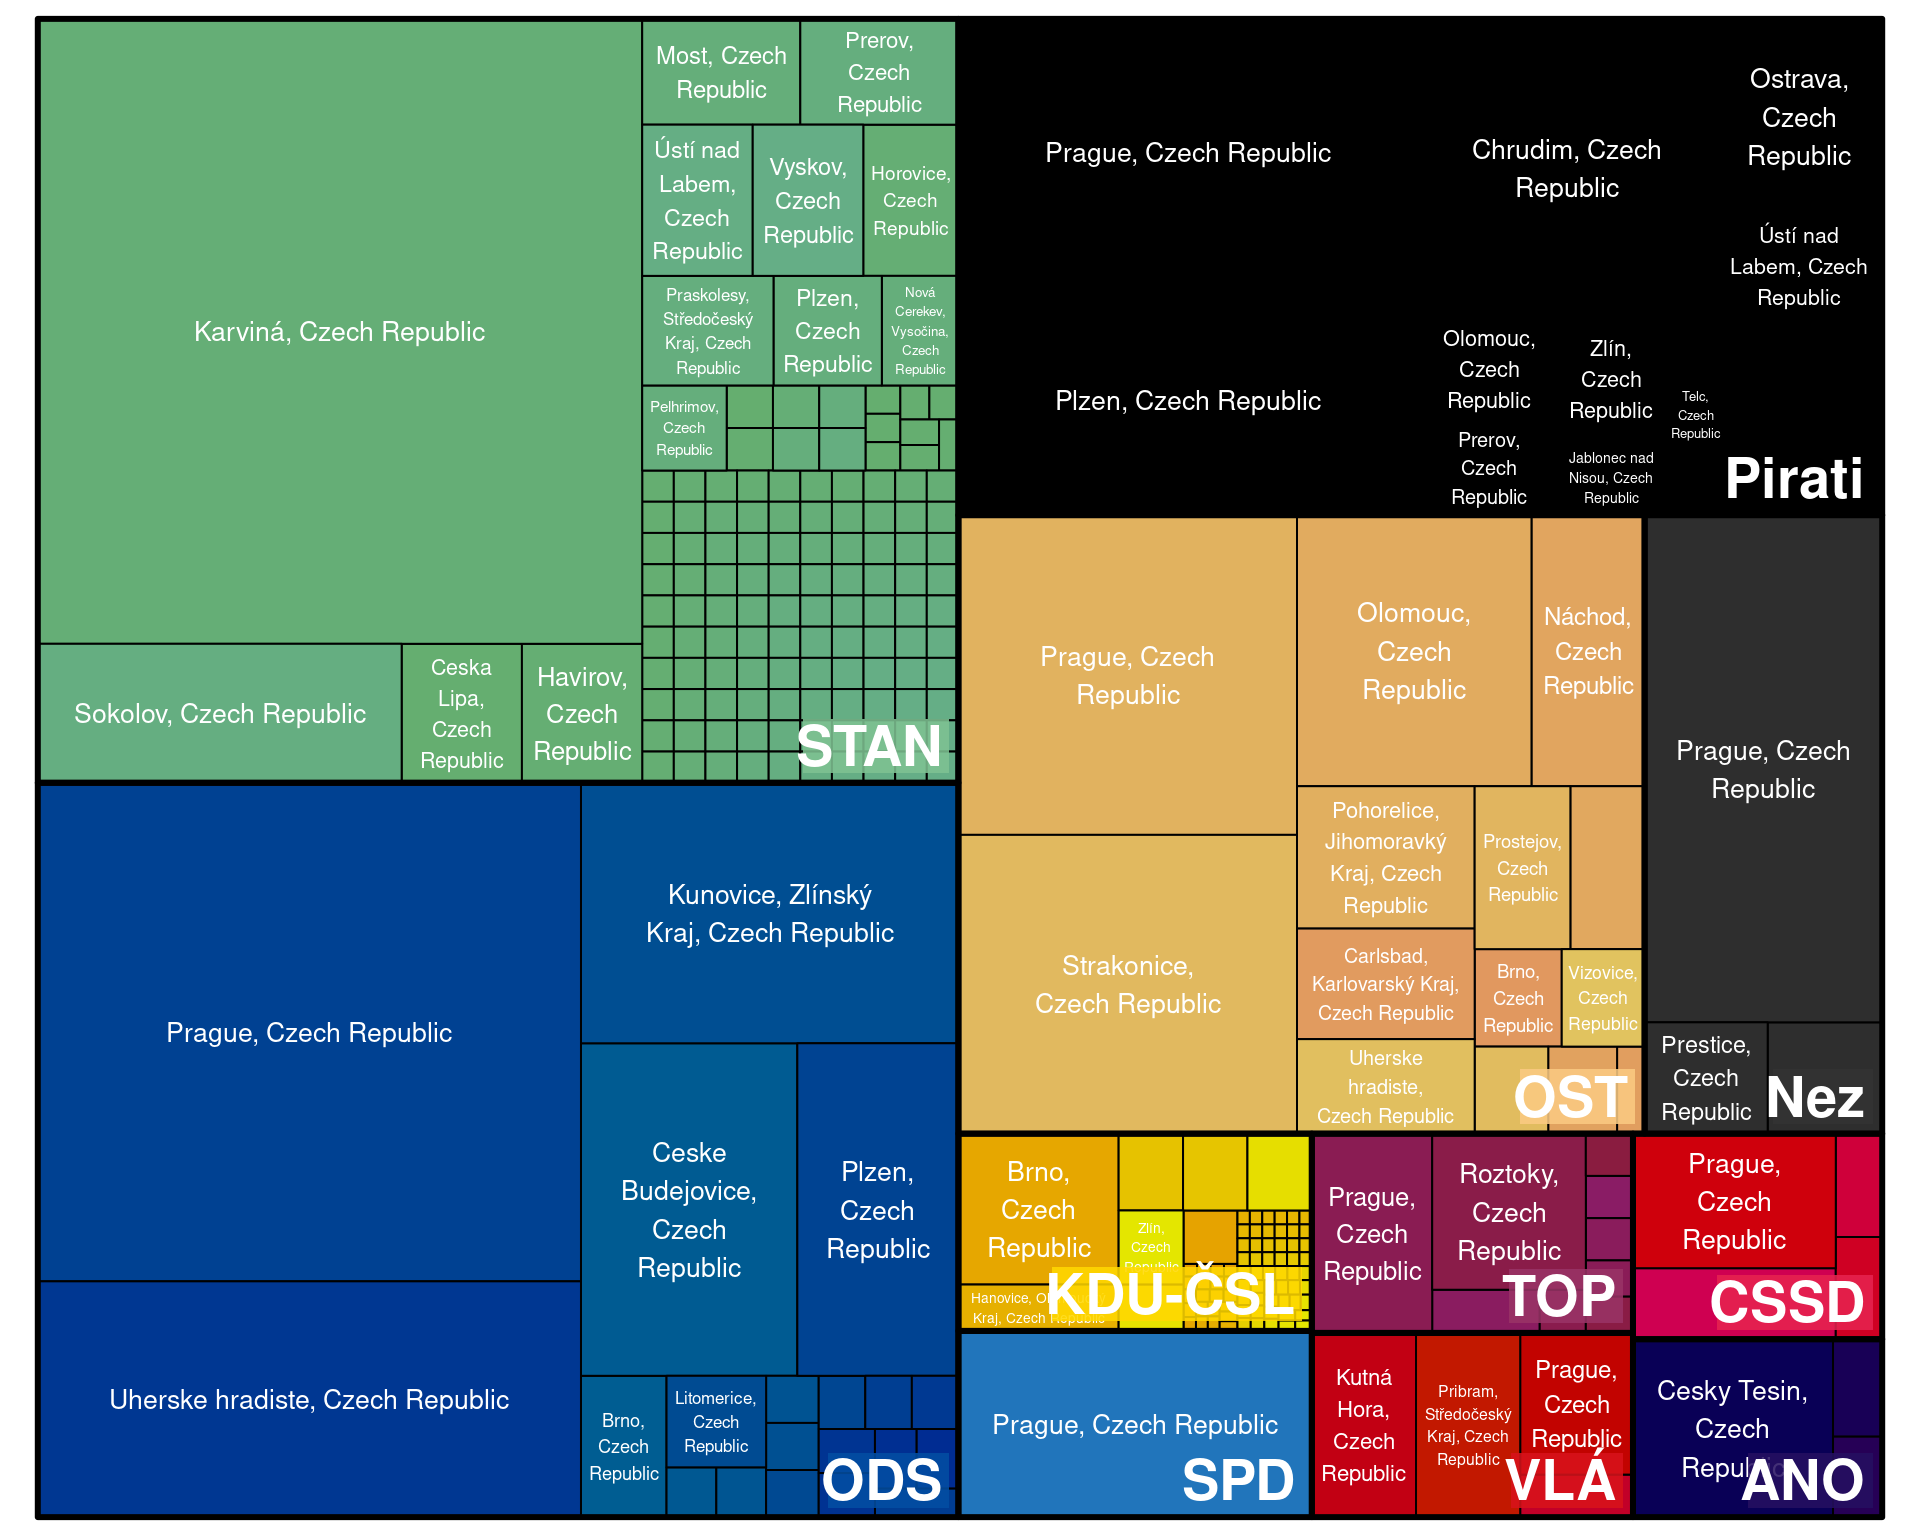 Karviná, Czech Republic
Sokolov, Czech Republic
Ceska
Lipa,
Czech
Republic
Havirov,
Czech
Republic
Most, Czech
Republic
Prerov,
Czech
Republic
Ústí nad
Labem,
Czech
Republic
Vyskov,
Czech
Republic
Horovice,
Czech
Republic
Praskolesy,
Středočeský
Kraj, Czech
Republic
Plzen,
Czech
Republic
Nová
Cerekev,
Vysočina,
Czech
Republic
Pelhrimov,
Czech
Republic
STAN
Prague, Czech Republic
Plzen, Czech Republic
Chrudim, Czech
Republic
Ostrava,
Czech
Republic
Ústí nad
Labem, Czech
Republic
Olomouc,
Czech
Republic
Zlín,
Czech
Republic
Telc,
Czech
Republic
Prerov,
Czech
Republic
Jablonec nad
Nisou, Czech
Republic
Pirati
Prague, Czech Republic
Uherske hradiste, Czech Republic
Kunovice, Zlínský
Kraj, Czech Republic
Ceske
Budejovice,
Czech
Republic
Plzen,
Czech
Republic
Brno,
Czech
Republic
Litomerice,
Czech
Republic
ODS
Prague, Czech
Republic
Strakonice,
Czech Republic
Olomouc,
Czech
Republic
Náchod,
Czech
Republic
Pohorelice,
Jihomoravký
Kraj, Czech
Republic
Prostejov,
Czech
Republic
Carlsbad,
Karlovarský Kraj,
Czech Republic
Brno,
Czech
Republic
Vizovice,
Czech
Republic
Uherske
hradiste,
Czech Republic
OST
Prague, Czech
Republic
Prestice,
Czech
Republic
Nez
Brno,
Czech
Republic
Zlín,
Czech
Republic
Hanovice,
Kraj, Czech Republic
KDU-ČSL
Prague,
Czech
Republic
Roztoky,
Czech
Republic
TOP
Prague,
Czech
Republic
CSSD
Prague, Czech Republic
SPD
Kutná
Hora,
Czech
Republic
Pribram,
Středočeský
Kraj, Czech
Republic
Prague,
Czech
Republic
VLÁ
Cesky Tesin,
Czech
Republic
ANO